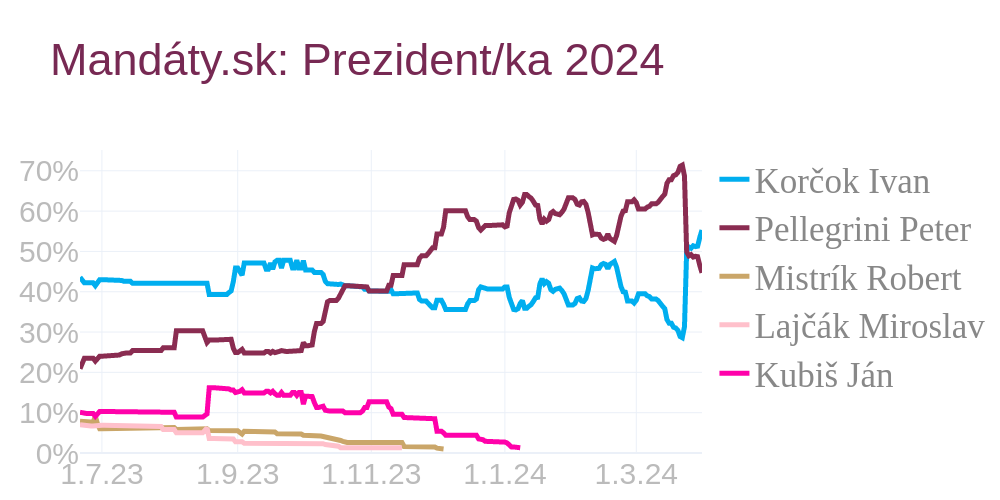 Mandáty.sk: Prezident/ka 2024
70%
60%
50%
40%
30%
20%
10%
0%
1.7.23 1.9.23 1.11.23 1.1.24 1.3.24
Korčok Ivan
Pellegrini Peter
Mistrík Robert
Lajčák Miroslav
Kubiš Ján